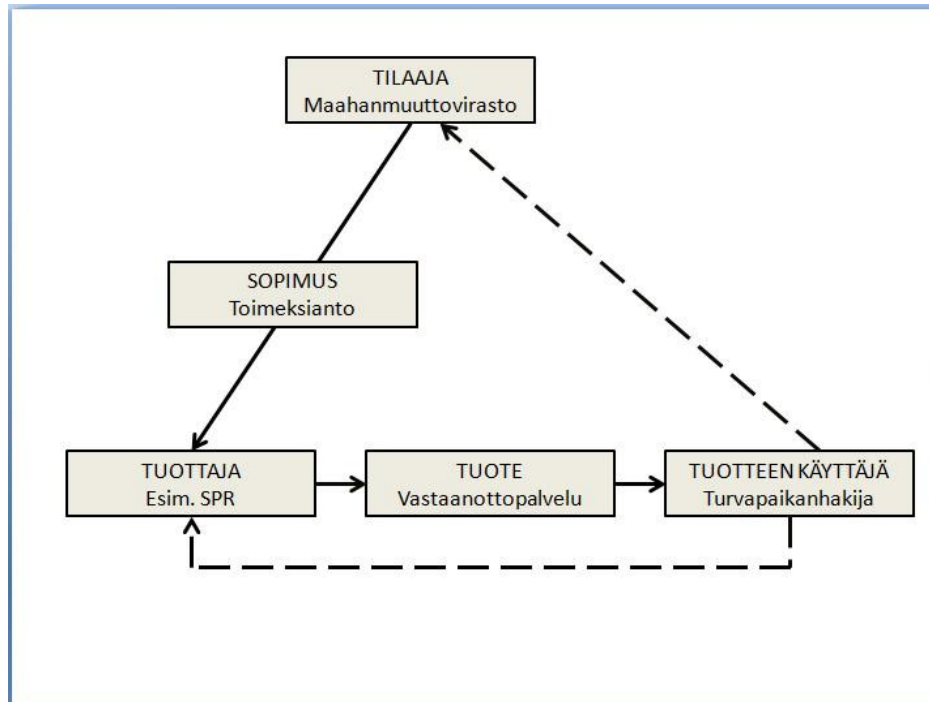 TILAAJA
Maahanmuuttovirasto
SOPIMUS
Toimeksianto
TUOTTAJA
Esim. SPR
TUOTE
Vastaanottopalvelu
TUOTTEEN KÄYTTÄJÄ
Turvapaikanhakija